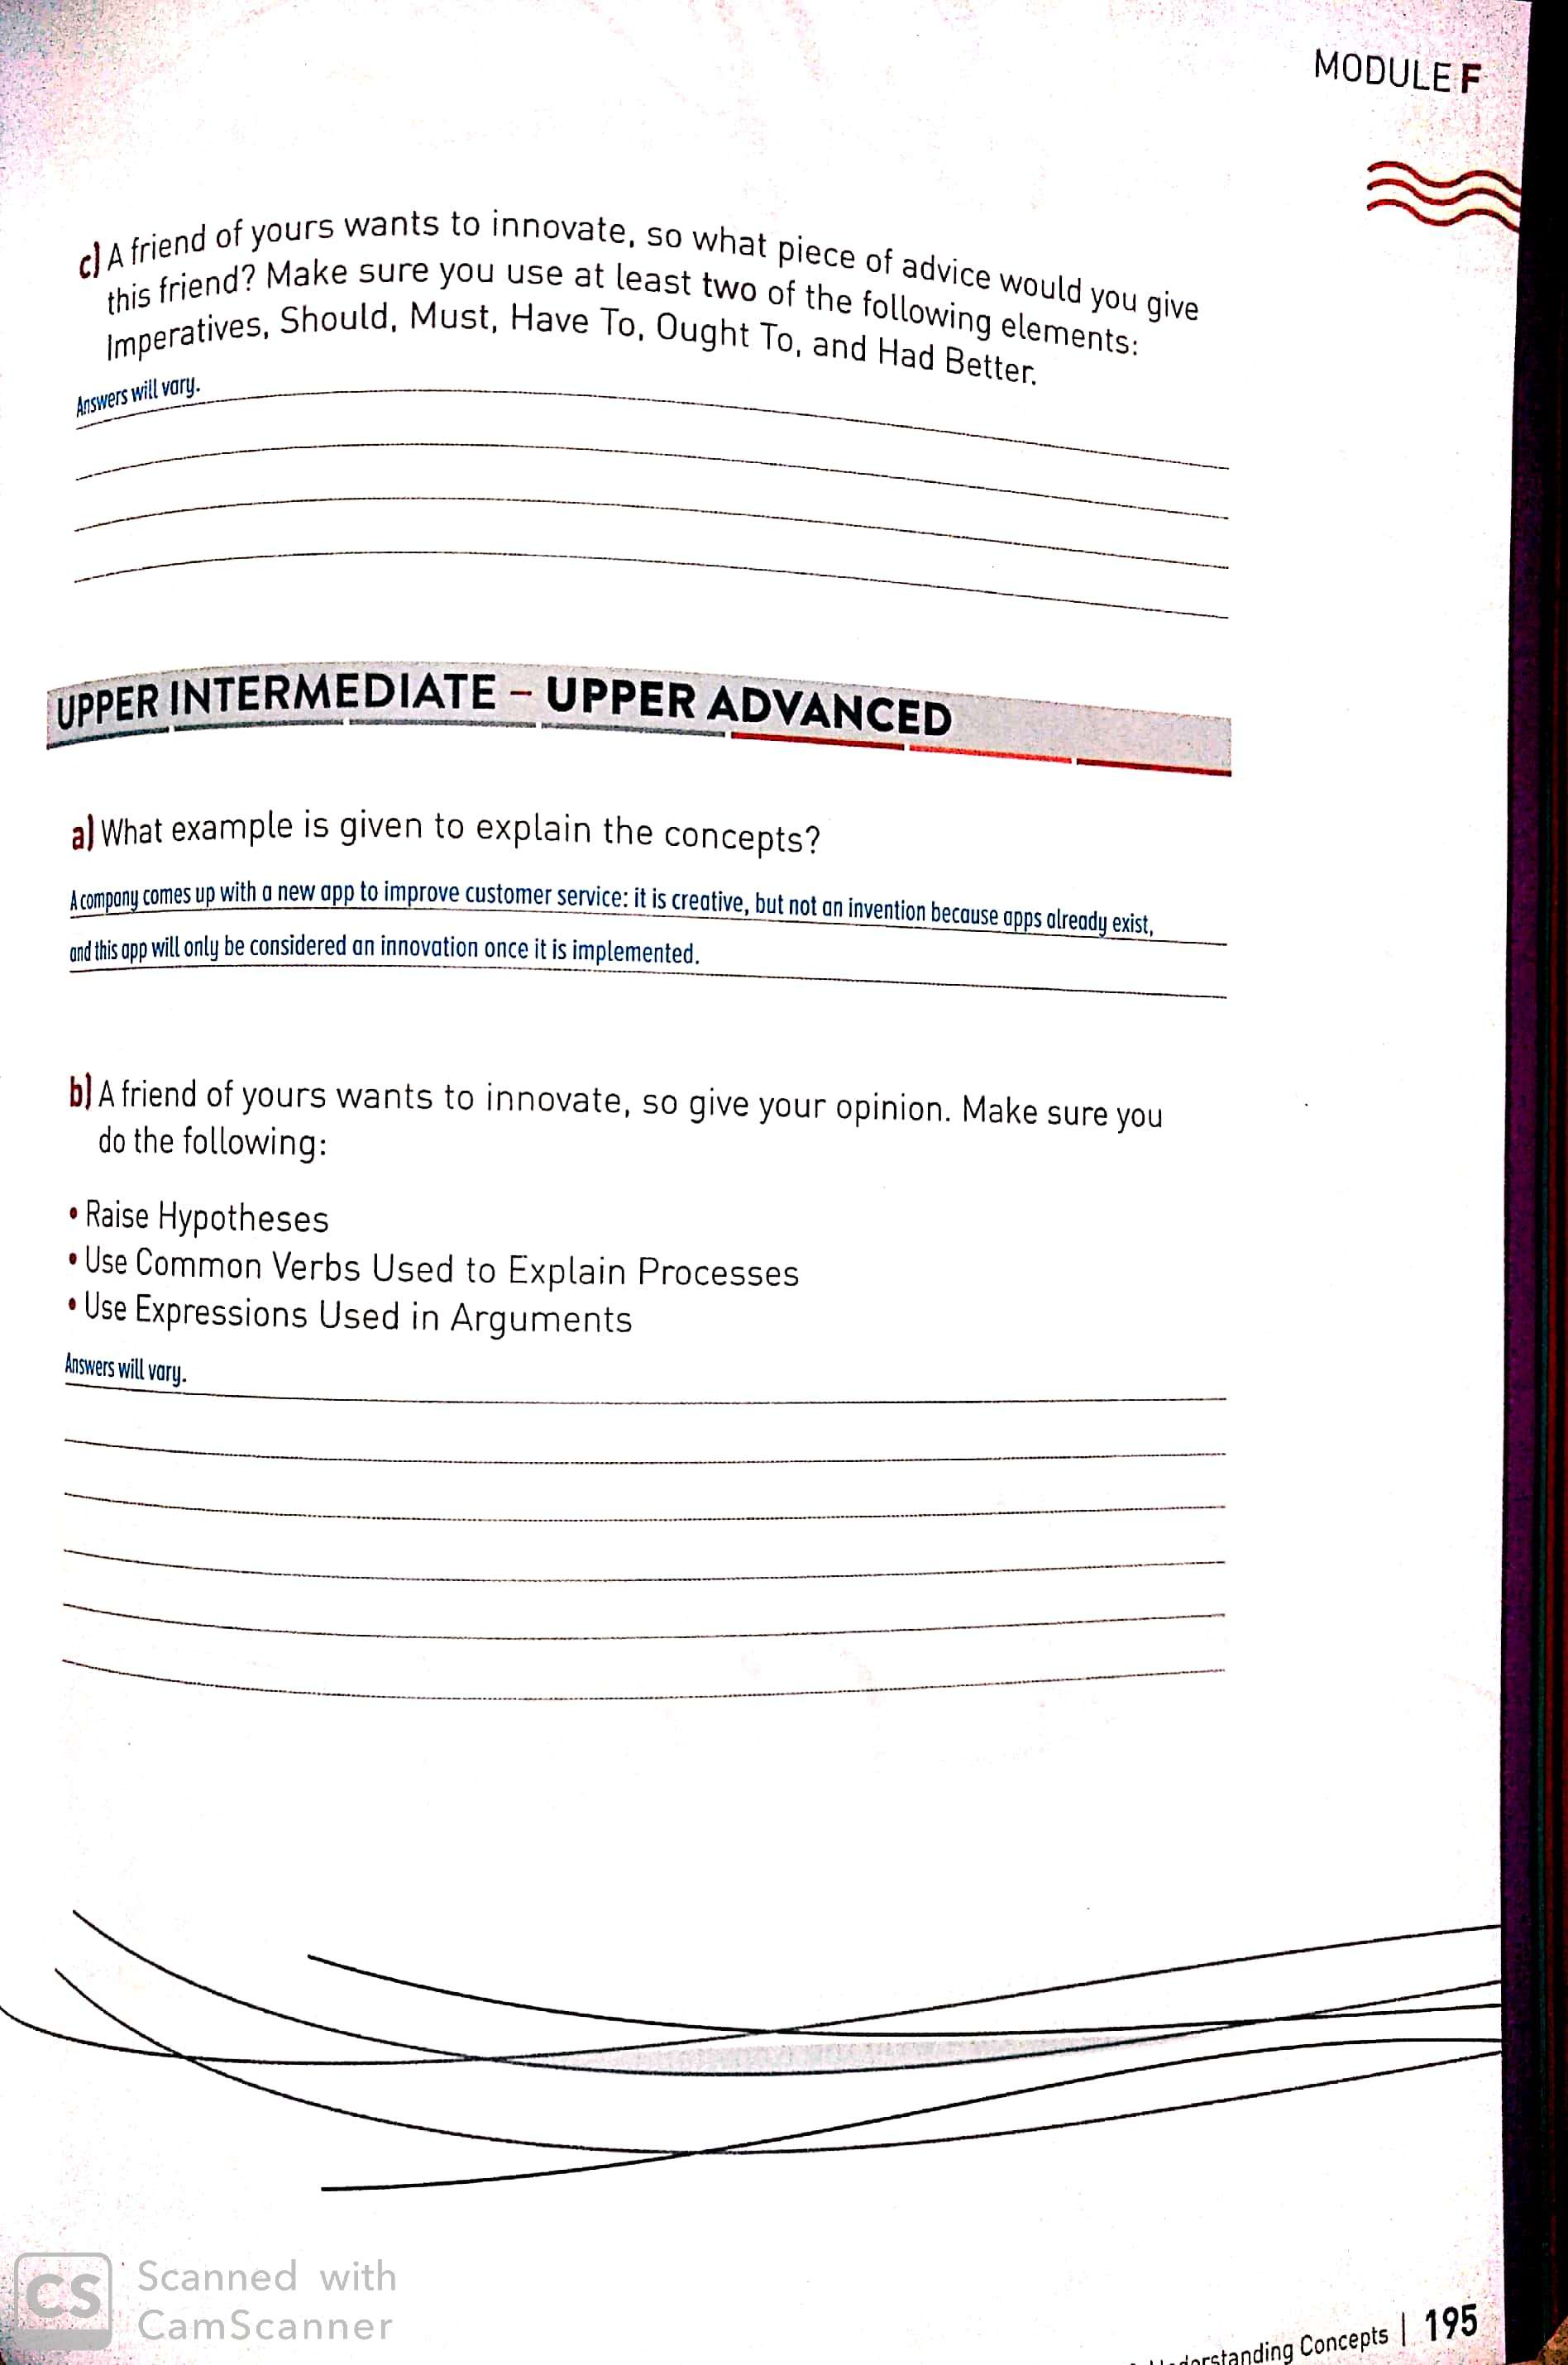 MODULE F
c) A friend of yours wants to innovate, so what piece of advice would you give
this friend? Make sure you use at least two of the following elements:
Imperatives, Should, Must, Have To, Ought To, and Had Better.
Answers will vary.
UPPER INTERMEDIATE – UPPER ADVANCED
a) What example is given to explain the concepts?
A company comes up with a new app to improve customer service: it is creative, but not an invention because apps already exist,
and this app will only be considered an innovation once it is implemented.
b) A friend of yours wants to innovate, so give your opinion. Make sure you
do the following:
• Raise Hypotheses
• Use Common Verbs Used to Explain Processes
• Use Expressions Used in Arguments
Answers will vary.
CS Scanned with
CamScanner
Concepts | 195